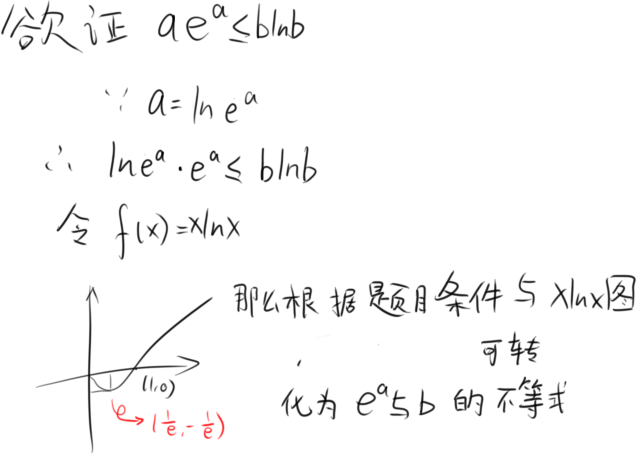 欲证 ae^a≤blnb
∵ a=ln e^a
∴ lne^a·e^a≤ blnb
令 f(x)=xlnx
那么根据题目条件与 xlnx图
可转
化为 e^a与b 的不等式
(1,0)
(1/e,-1/e)